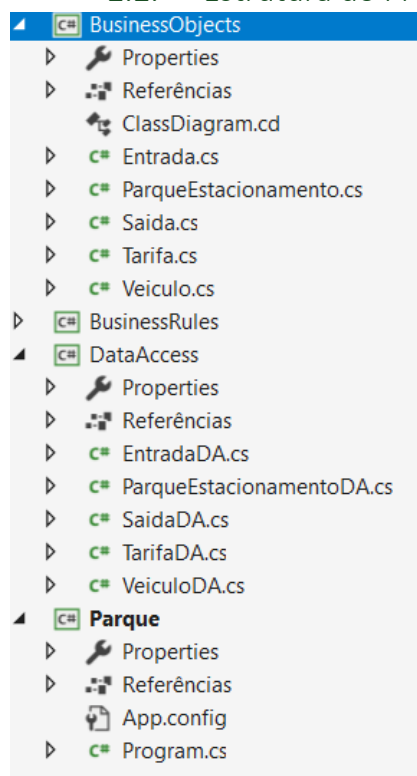 BusinessObjects
Properties
Referências
ClassDiagram.cd
C# Entrada.cs
C# ParqueEstacionamento.cs
C# Saida.cs
C# Tarifa.cs
C# Veiculo.cs
C# BusinessRules
C# DataAccess
Properties
Referências
C# EntradaDA.cs
C# ParqueEstacionamentoDA.cs
C# SaidaDA.cs
C# TarifaDA.cs
C# VeiculoDA.cs
C# Parque
Properties
Referências
App.config
C# Program.cs